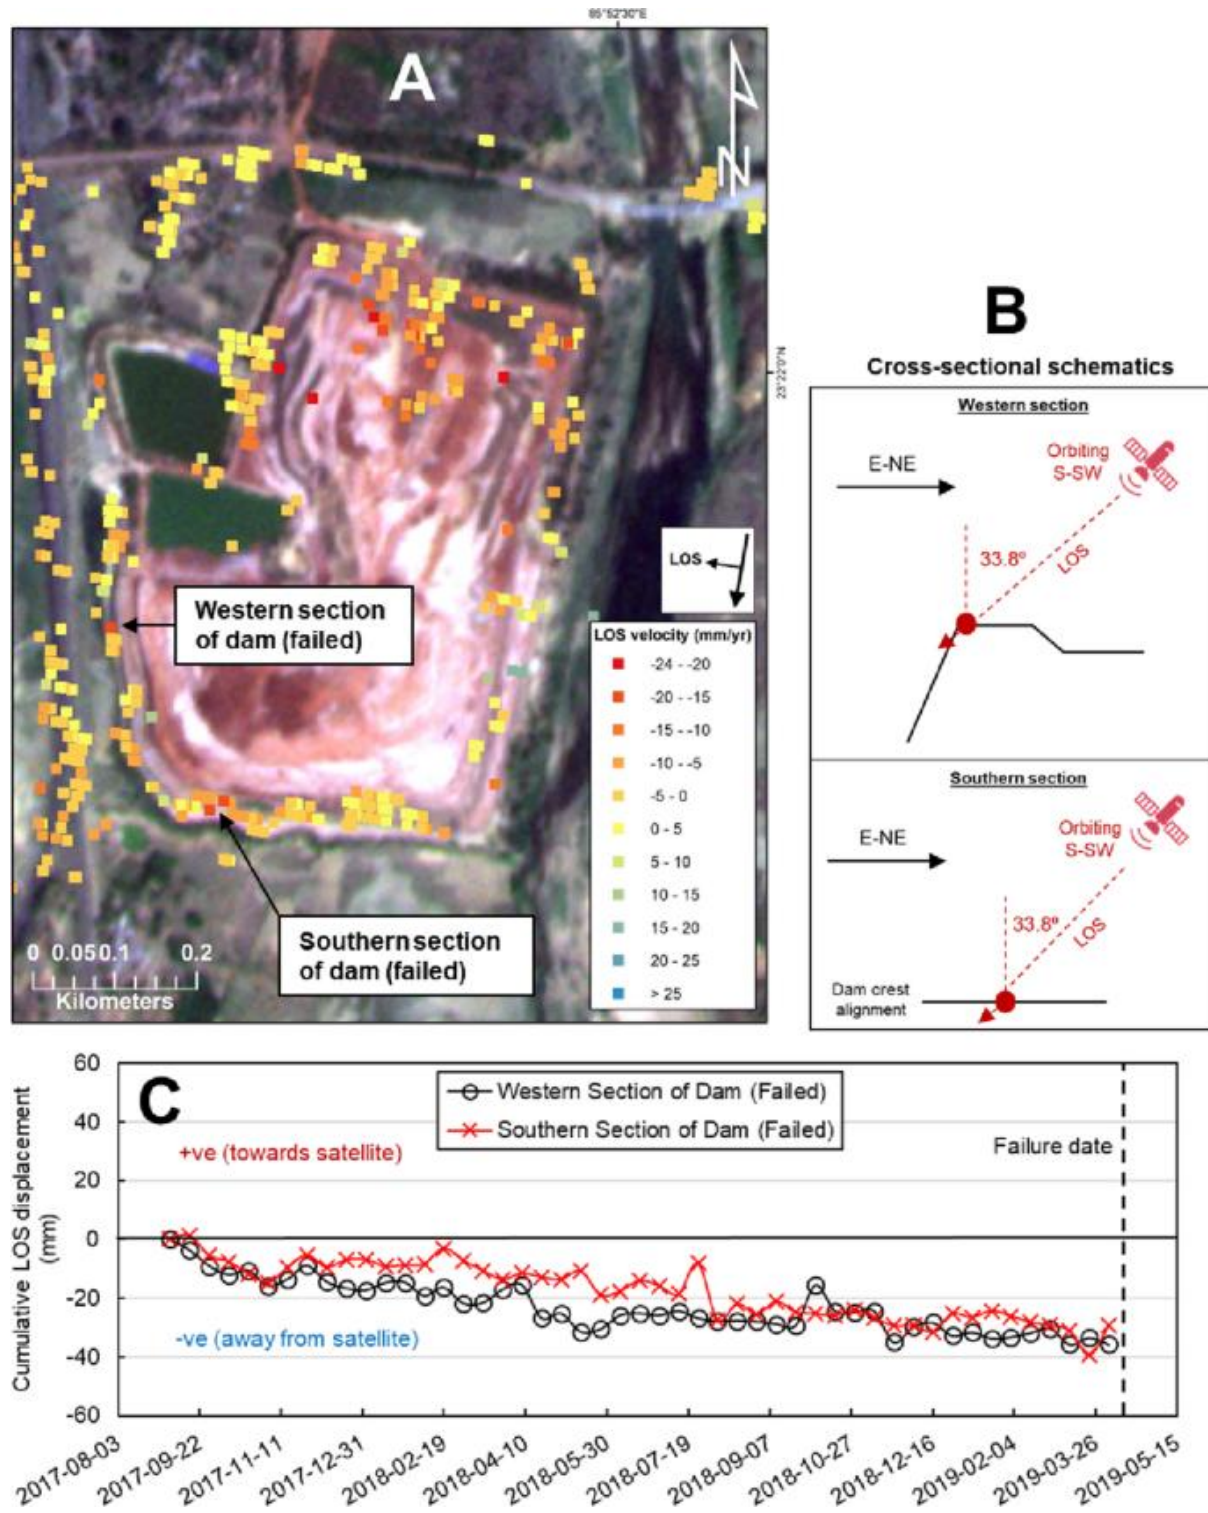 85°52'30"E
A
N
23°22'0"N
Western section
of dam (failed)
LOS
LOS velocity (mm/yr)
-24 - -20
-20 - -15
-15 - -10
-10 - -5
-5 - 0
0 - 5
5 - 10
10 - 15
15 - 20
20 - 25
> 25
Southern section
of dam (failed)
0 0.05 0.1 0.2
Kilometers
B
Cross-sectional schematics
Western section
E-NE
Orbiting
S-SW
33.8º
LOS
Southern section
E-NE
Orbiting
S-SW
33.8º
LOS
Dam crest
alignment
C
Cumulative LOS displacement
(mm)
60
40
20
0
-20
-40
-60
Western Section of Dam (Failed)
Southern Section of Dam (Failed)
+ve (towards satellite)
-ve (away from satellite)
Failure date
2017-08-03
2017-09-22
2017-11-11
2017-12-31
2018-02-19
2018-04-10
2018-05-30
2018-07-19
2018-09-07
2018-10-27
2018-12-16
2019-02-04
2019-03-26
2019-05-15